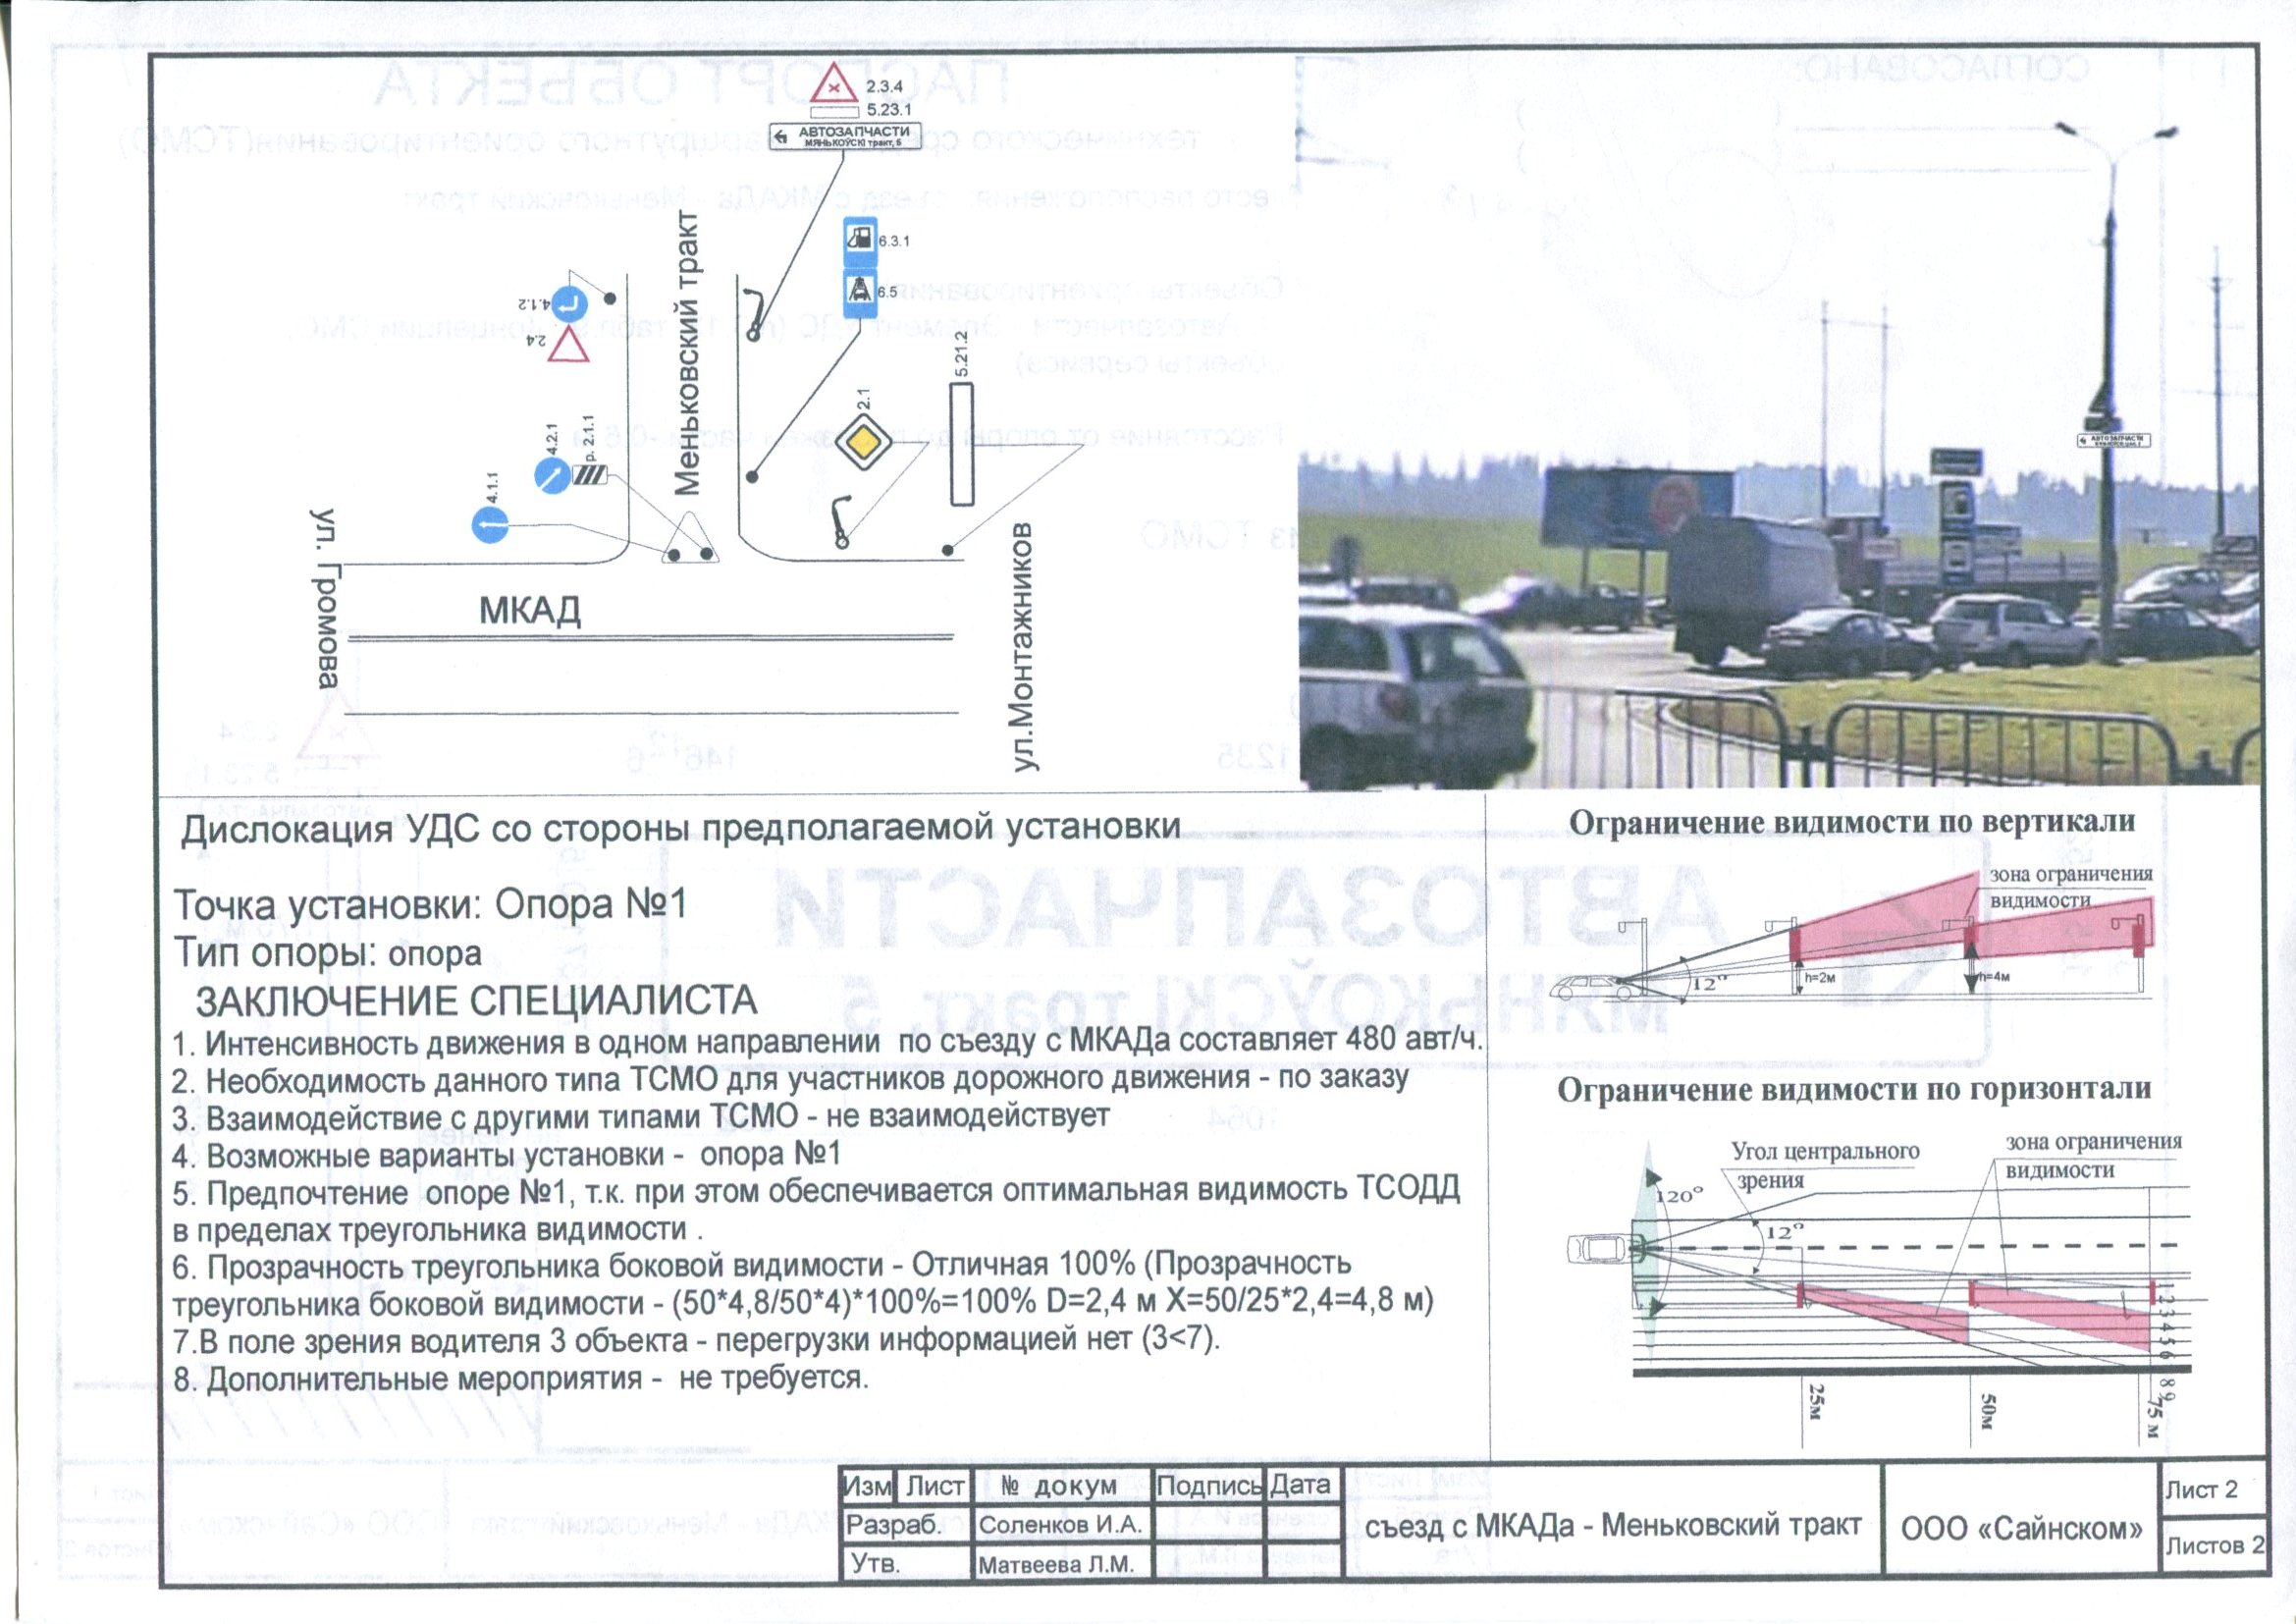 2.3.4
5.23.1
АВТОЗАПЧАСТИ
МЯНЬКОЎСКІ тракт, 5
6.3.1
6.5
Меньковский тракт
4.1.2
2.4
5.21.2
2.1
4.2.1
р. 2.1.1
4.1.1
ул. Громова
МКАД
ул.Монтажников
АВТОЗАПЧАСТИ
Дислокация УДС со стороны предполагаемой установки
Точка установки: Опора №1
Тип опоры: опора
ЗАКЛЮЧЕНИЕ СПЕЦИАЛИСТА
1. Интенсивность движения в одном направлении по съезду с МКАДа составляет 480 авт/ч.
2. Необходимость данного типа ТСМО для участников дорожного движения - по заказу
3. Взаимодействие с другими типами ТСМО - не взаимодействует
4. Возможные варианты установки - опора №1
5. Предпочтение опоре №1, т.к. при этом обеспечивается оптимальная видимость ТСОДД
в пределах треугольника видимости .
6. Прозрачность треугольника боковой видимости - Отличная 100% (Прозрачность
треугольника боковой видимости - (50*4,8/50*4)*100%=100% D=2,4 м X=50/25*2,4=4,8 м)
7.В поле зрения водителя 3 объекта - перегрузки информацией нет (3<7).
8. Дополнительные мероприятия - не требуется.
Ограничение видимости по вертикали
зона ограничения
видимости
12°
h=2м
h=4м
Ограничение видимости по горизонтали
Угол центрального
зрения
зона ограничения
видимости
120°
12°
1 2 3 4 5 6 8 9
25м
50м
75 м
Изм Лист № докум Подпись Дата
Разраб. Соленков И.А.
Утв. Матвеева Л.М.
съезд с МКАДа - Меньковский тракт
ООО «Сайнском»
Лист 2
Листов 2